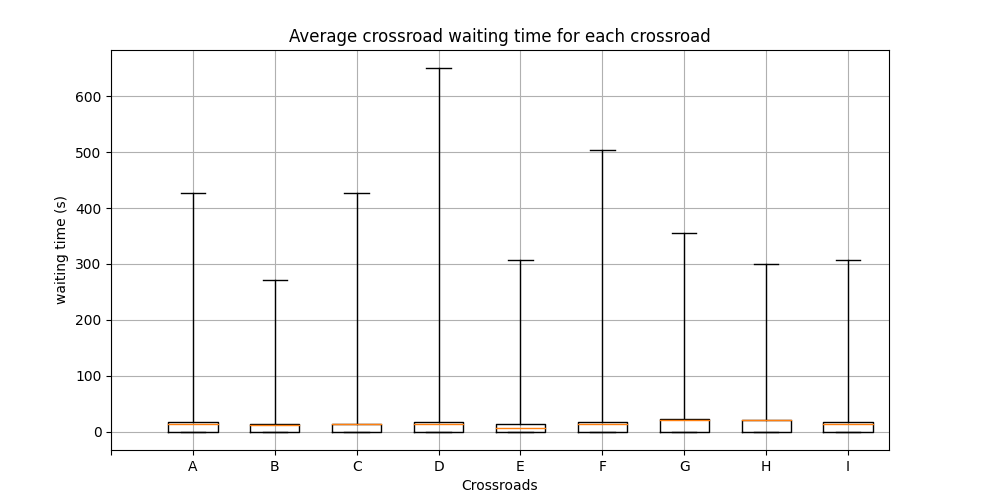 Average crossroad waiting time for each crossroad
waiting time (s)
600
500
400
300
200
100
0
A B C D E F G H I
Crossroads